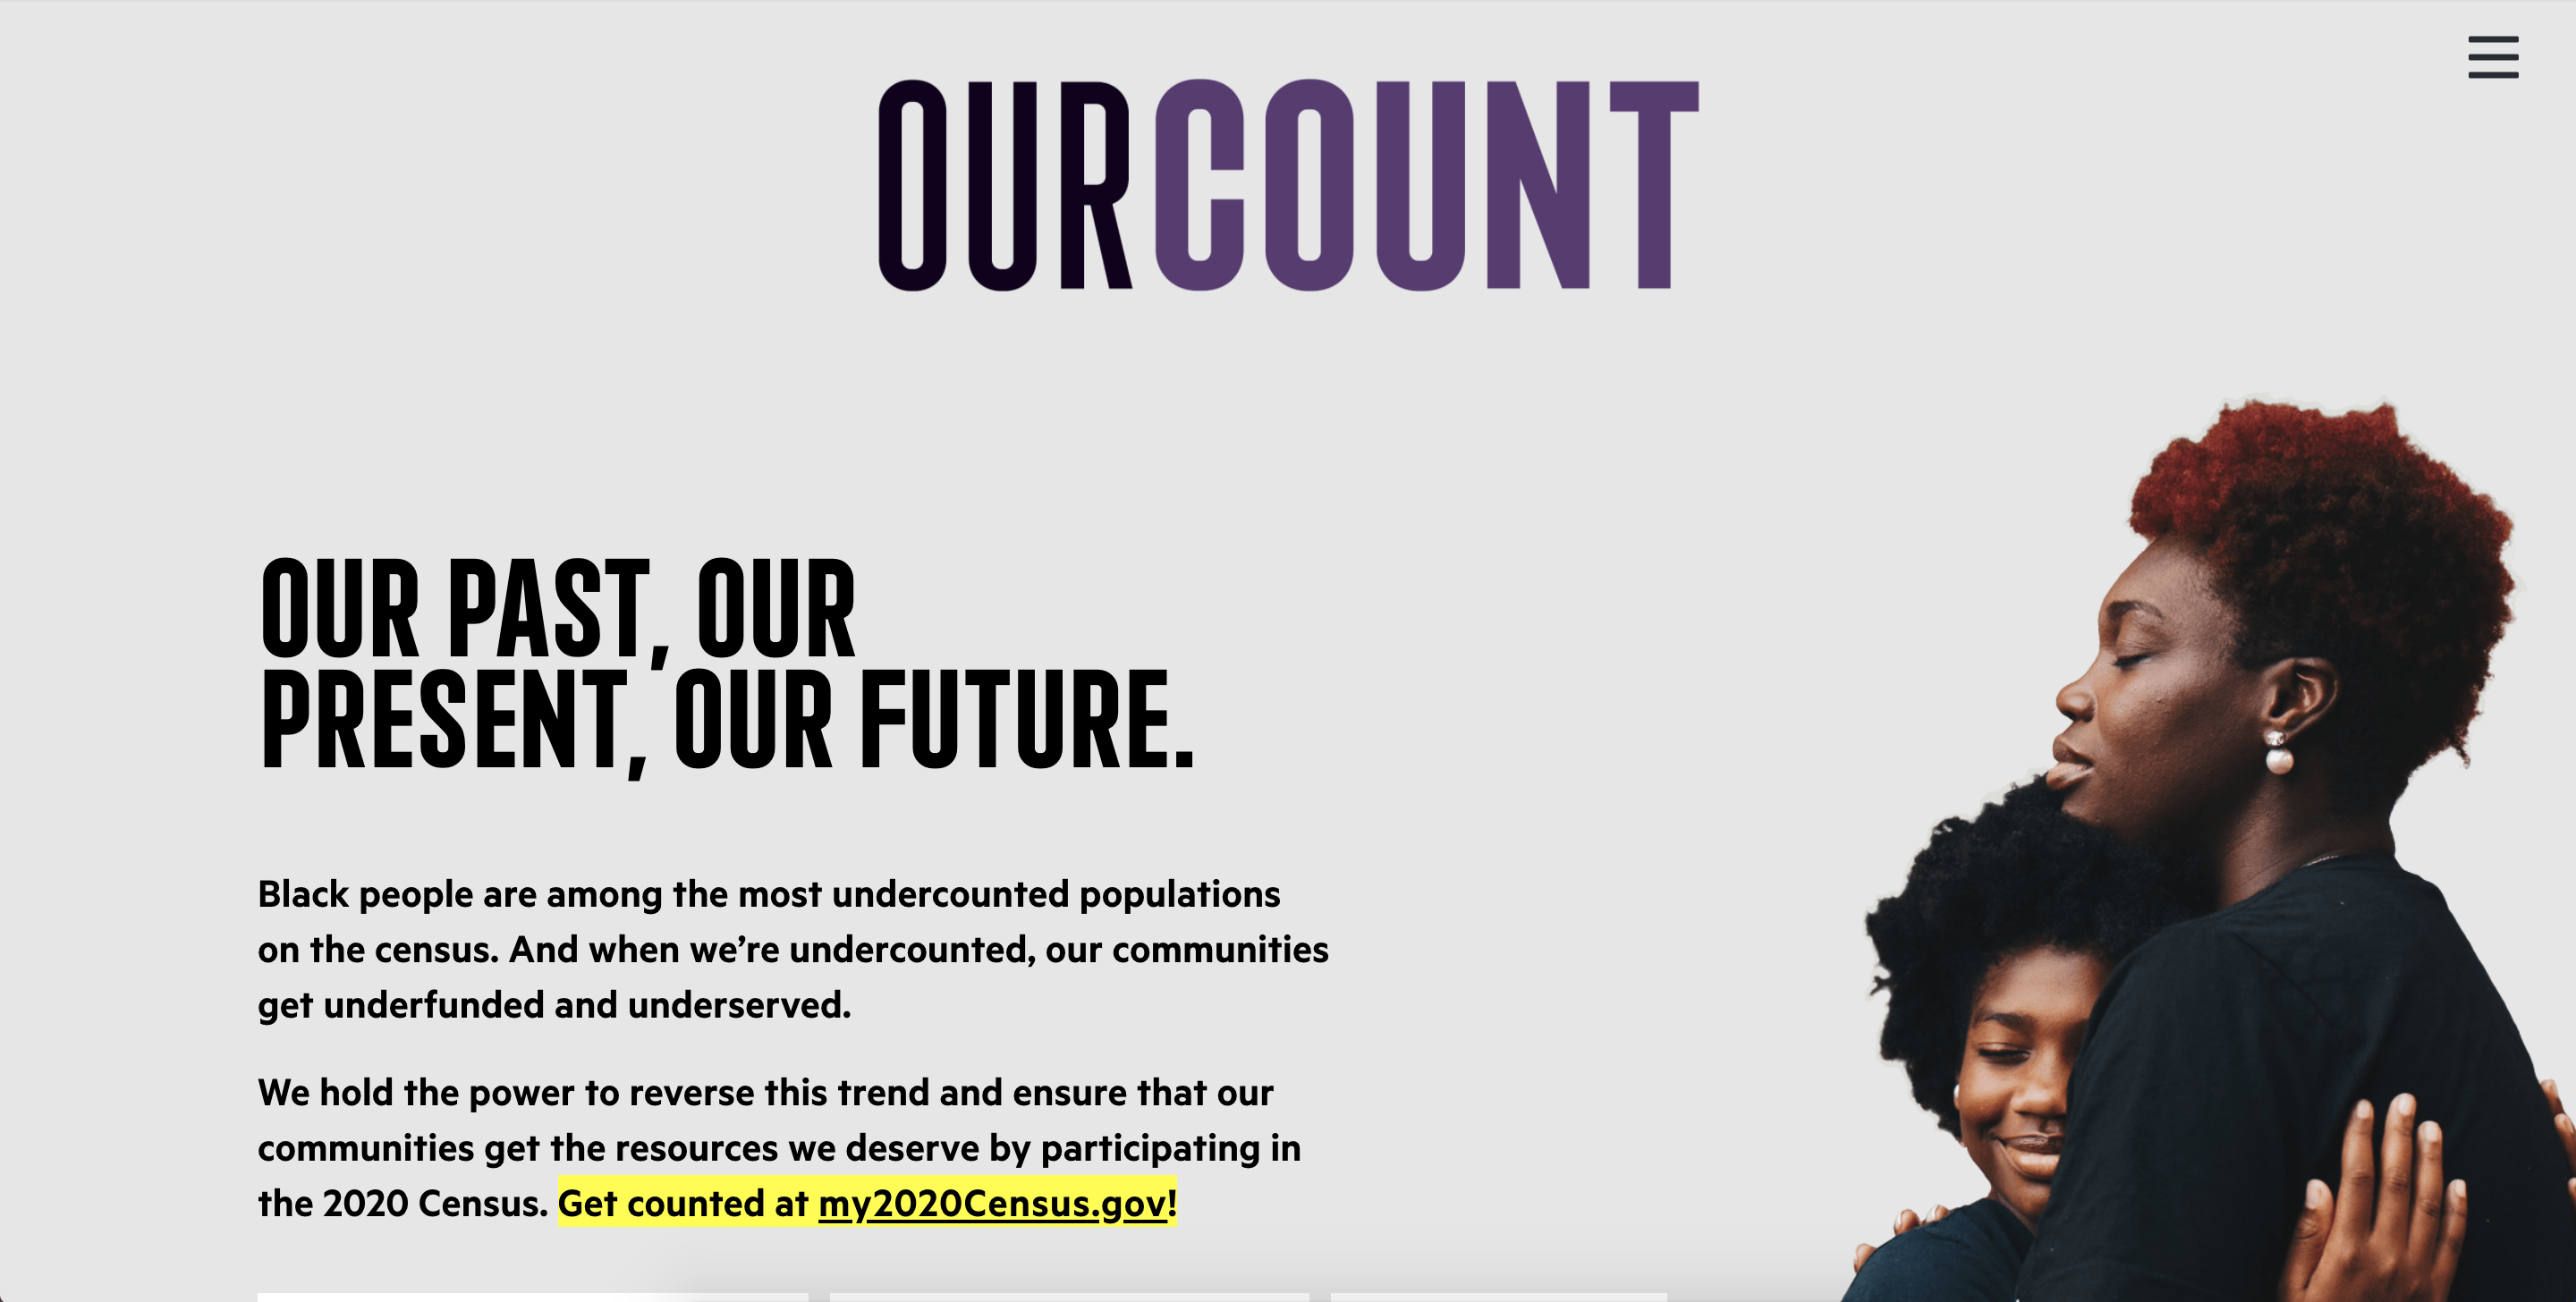 OURCOUNT
OUR PAST, OUR
PRESENT, OUR FUTURE.
Black people are among the most undercounted populations
on the census. And when we’re undercounted, our communities
get underfunded and underserved.
We hold the power to reverse this trend and ensure that our
communities get the resources we deserve by participating in
the 2020 Census. Get counted at my2020Census.gov!